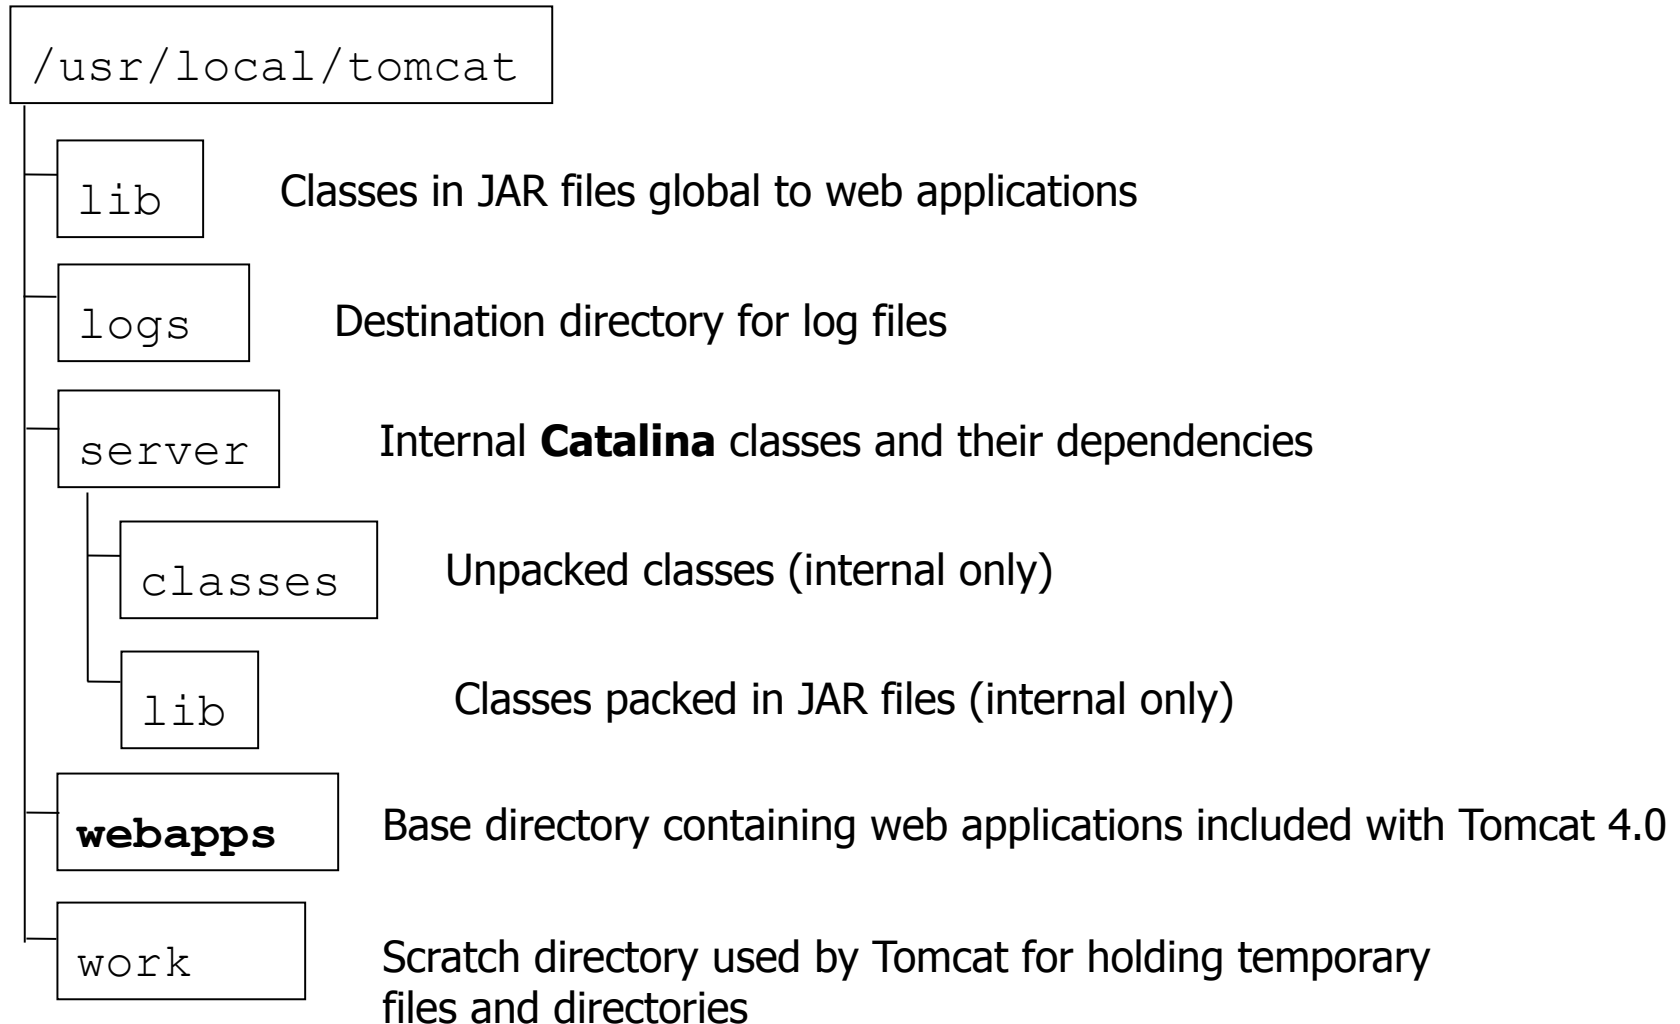 /usr/local/tomcat
lib
Classes in JAR files global to web applications
logs
Destination directory for log files
server
Internal Catalina classes and their dependencies
classes
Unpacked classes (internal only)
lib
Classes packed in JAR files (internal only)
webapps
Base directory containing web applications included with Tomcat 4.0
work
Scratch directory used by Tomcat for holding temporary
files and directories